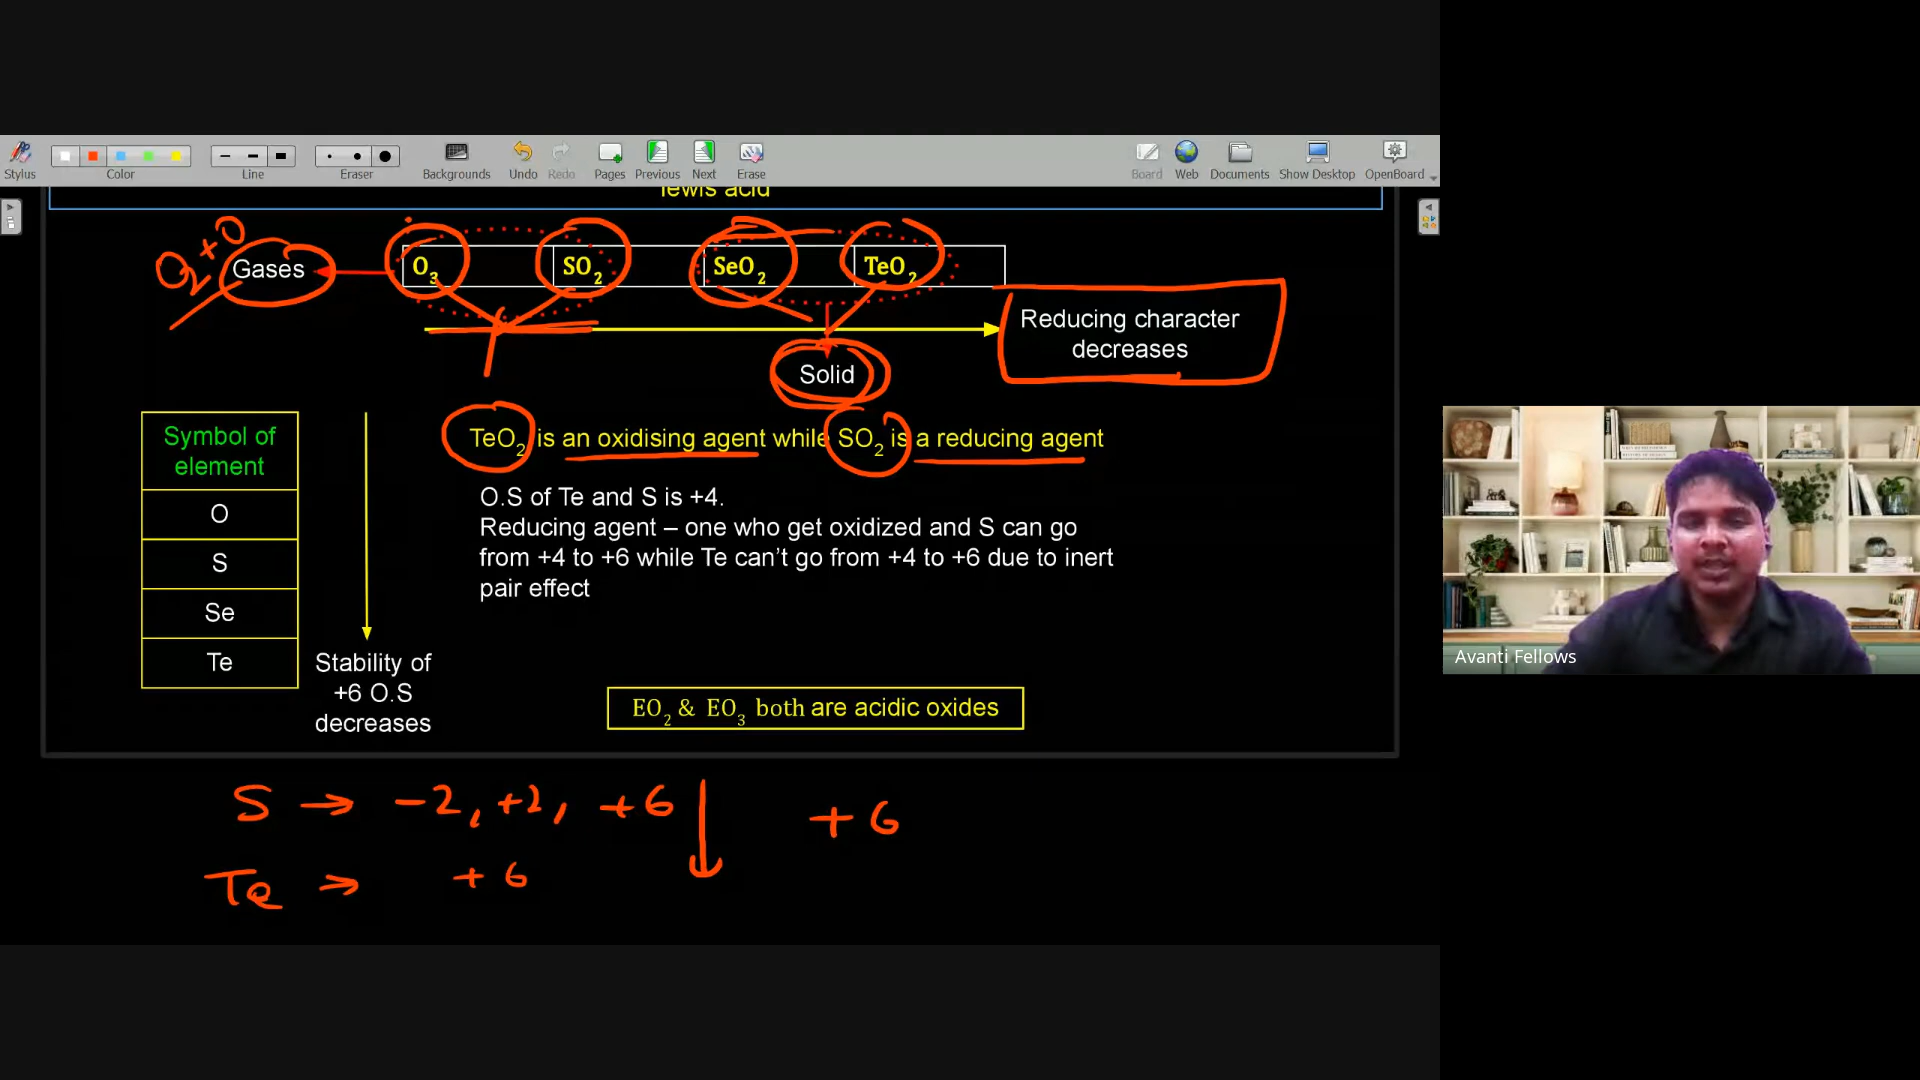 Stylus
Color
Line
Eraser
Backgrounds
Undo
Redo
Pages
Previous
Next
Erase
Board
Web
Documents
Show Desktop
OpenBoard
lewis acid
O₂+O
Gases
O₃
SO₂
SeO₂
TeO₂
Reducing character
decreases
Solid
TeO₂ is an oxidising agent while SO₂ is a reducing agent
O.S of Te and S is +4.
Reducing agent – one who get oxidized and S can go
from +4 to +6 while Te can’t go from +4 to +6 due to inert
pair effect
Symbol of
element
O
S
Se
Te
Stability of
+6 O.S
decreases
EO₂ & EO₃ both are acidic oxides
S → -2, +2, +6
+6
Te → +6
Avanti Fellows